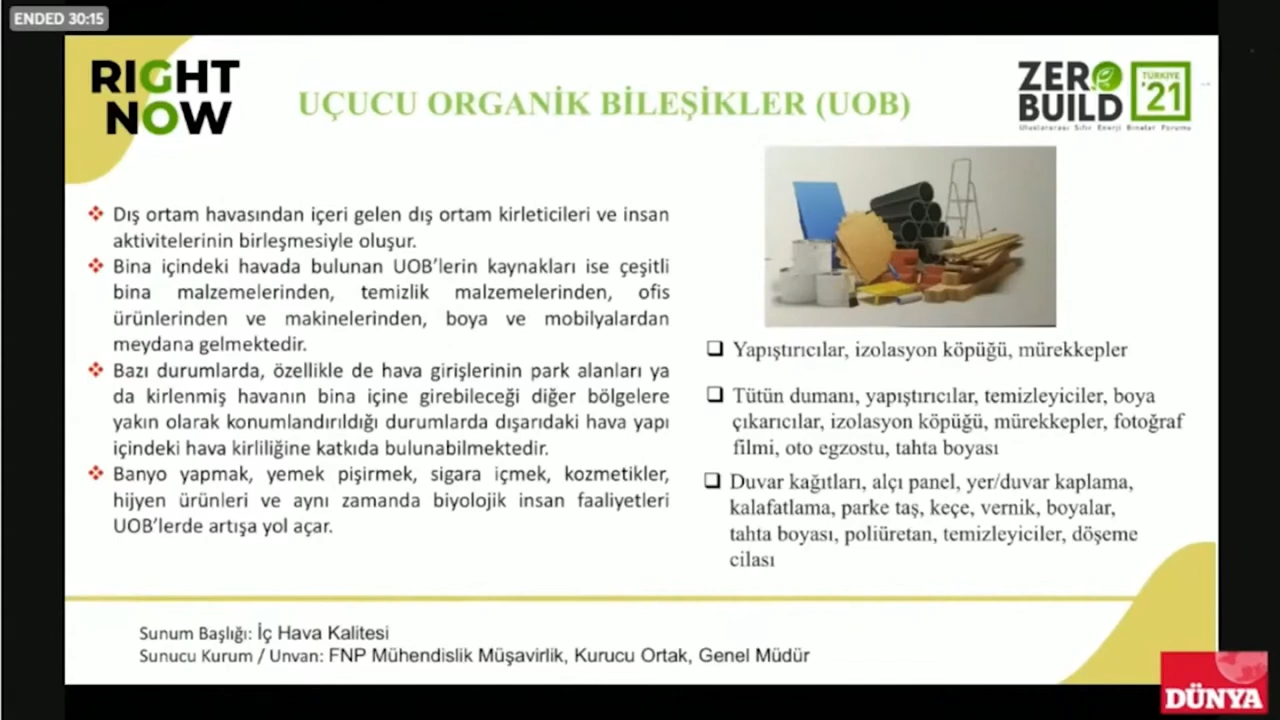 ENDED 30:15
RIGHT
NOW
UÇUCU ORGANİK BİLEŞİKLER (UOB)
ZERO
BUILD
TÜRKİYE
'21
Uluslararası Sıfır Enerji Binalar Forumu
Dış ortam havasından içeri gelen dış ortam kirleticileri ve insan
aktivitelerinin birleşmesiyle oluşur.
Bina içindeki havada bulunan UOB'lerin kaynakları ise çeşitli
bina malzemelerinden, temizlik malzemelerinden, ofis
ürünlerinden ve makinelerinden, boya ve mobilyalardan
meydana gelmektedir.
Bazı durumlarda, özellikle de hava girişlerinin park alanları ya
da kirlenmiş havanın bina içine girebileceği diğer bölgelere
yakın olarak konumlandırıldığı durumlarda dışarıdaki hava yapı
içindeki hava kirliliğine katkıda bulunabilmektedir.
Banyo yapmak, yemek pişirmek, sigara içmek, kozmetikler,
hijyen ürünleri ve aynı zamanda biyolojik insan faaliyetleri
UOB'lerde artışa yol açar.
Yapıştırıcılar, izolasyon köpüğü, mürekkepler
Tütün dumanı, yapıştırıcılar, temizleyiciler, boya
çıkarıcılar, izolasyon köpüğü, mürekkepler, fotoğraf
filmi, oto egzostu, tahta boyası
Duvar kağıtları, alçı panel, yer/duvar kaplama,
kalafatlama, parke taş, keçe, vernik, boyalar,
tahta boyası, poliüretan, temizleyiciler, döşeme
cilası
Sunum Başlığı: İç Hava Kalitesi
Sunucu Kurum / Unvan: FNP Mühendislik Müşavirlik, Kurucu Ortak, Genel Müdür
DÜNYA